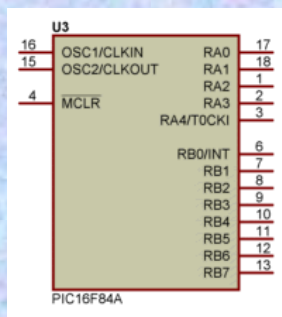 U3
16 OSC1/CLKIN RA0 17
15 OSC2/CLKOUT RA1 18
RA2 1
4 MCLR RA3 2
RA4/T0CKI 3
RB0/INT 6
RB1 7
RB2 8
RB3 9
RB4 10
RB5 11
RB6 12
RB7 13
PIC16F84A